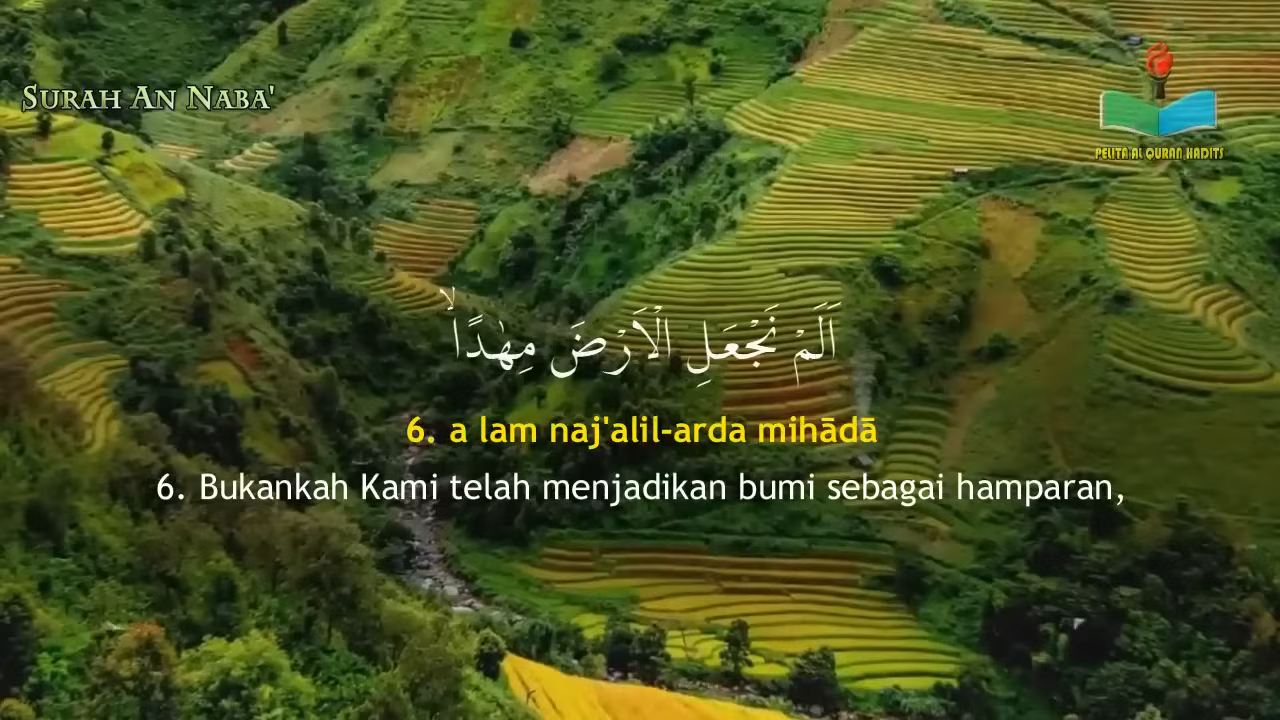 SURAH AN NABA'
PELITA AL QURAN HADITS
اَلَمْ نَجْعَلِ الْاَرْضَ مِهٰدًاۙ
6. a lam naj'alil-arda mihādā
6. Bukankah Kami telah menjadikan bumi sebagai hamparan,